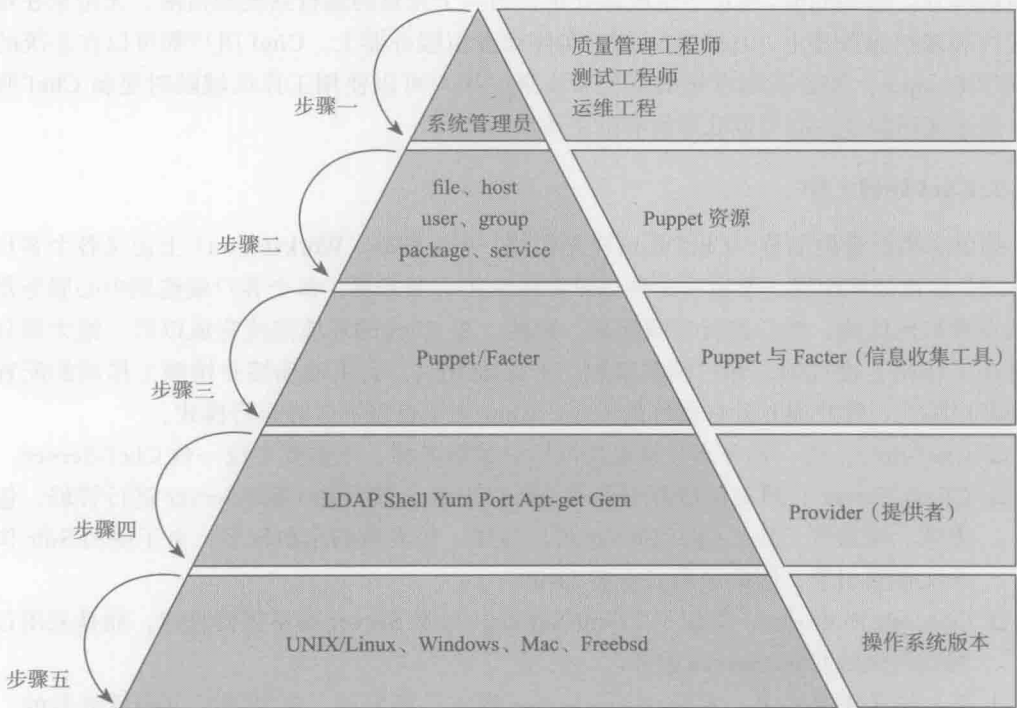 质量管理工程师
测试工程师
运维工程
步骤一
系统管理员
file、host
user、group
package、service
步骤二
Puppet 资源
Puppet/Facter
Puppet 与 Facter（信息收集工具）
步骤三
LDAP Shell Yum Port Apt-get Gem
Provider（提供者）
步骤四
UNIX/Linux、Windows、Mac、Freebsd
操作系统版本
步骤五